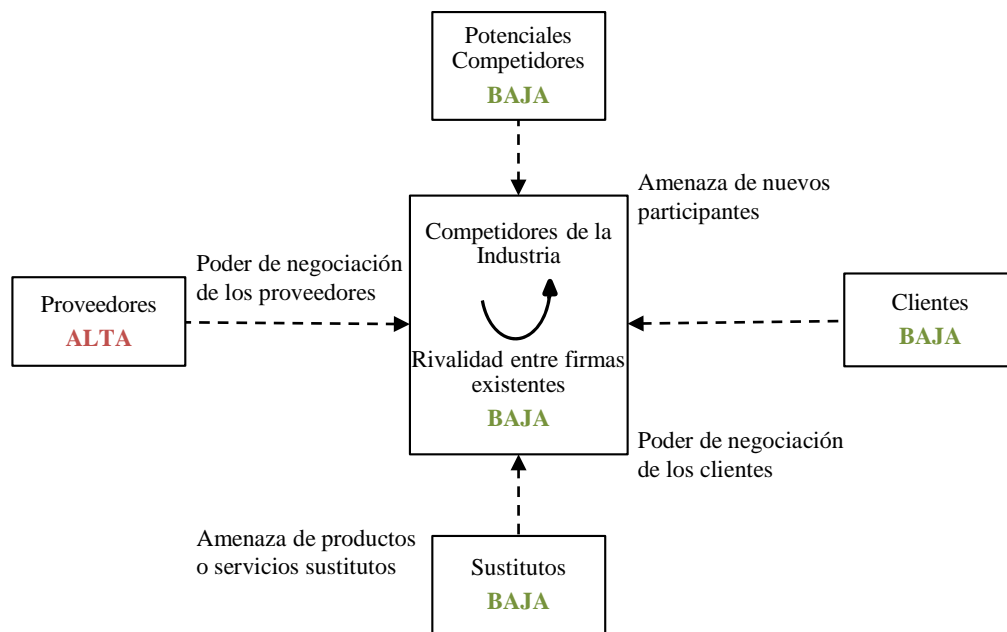 Potenciales
Competidores
BAJA
Amenaza de nuevos
participantes
Competidores de la
Industria
Poder de negociación
de los proveedores
Proveedores
ALTA
Clientes
BAJA
Rivalidad entre firmas
existentes
BAJA
Poder de negociación
de los clientes
Amenaza de productos
o servicios sustitutos
Sustitutos
BAJA